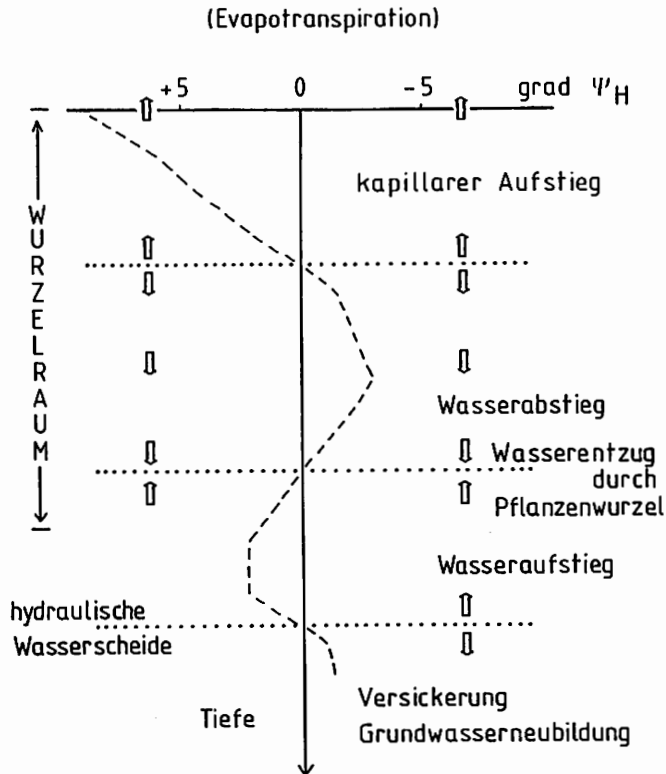 (Evapotranspiration)
+5 0 -5 grad Ψ'H
kapillarer Aufstieg
WURZELRAUM
Wasserabstieg
Wasserentzug
durch
Pflanzenwurzel
Wasseraufstieg
hydraulische
Wasserscheide
Versickerung
Tiefe
Grundwasserneubildung